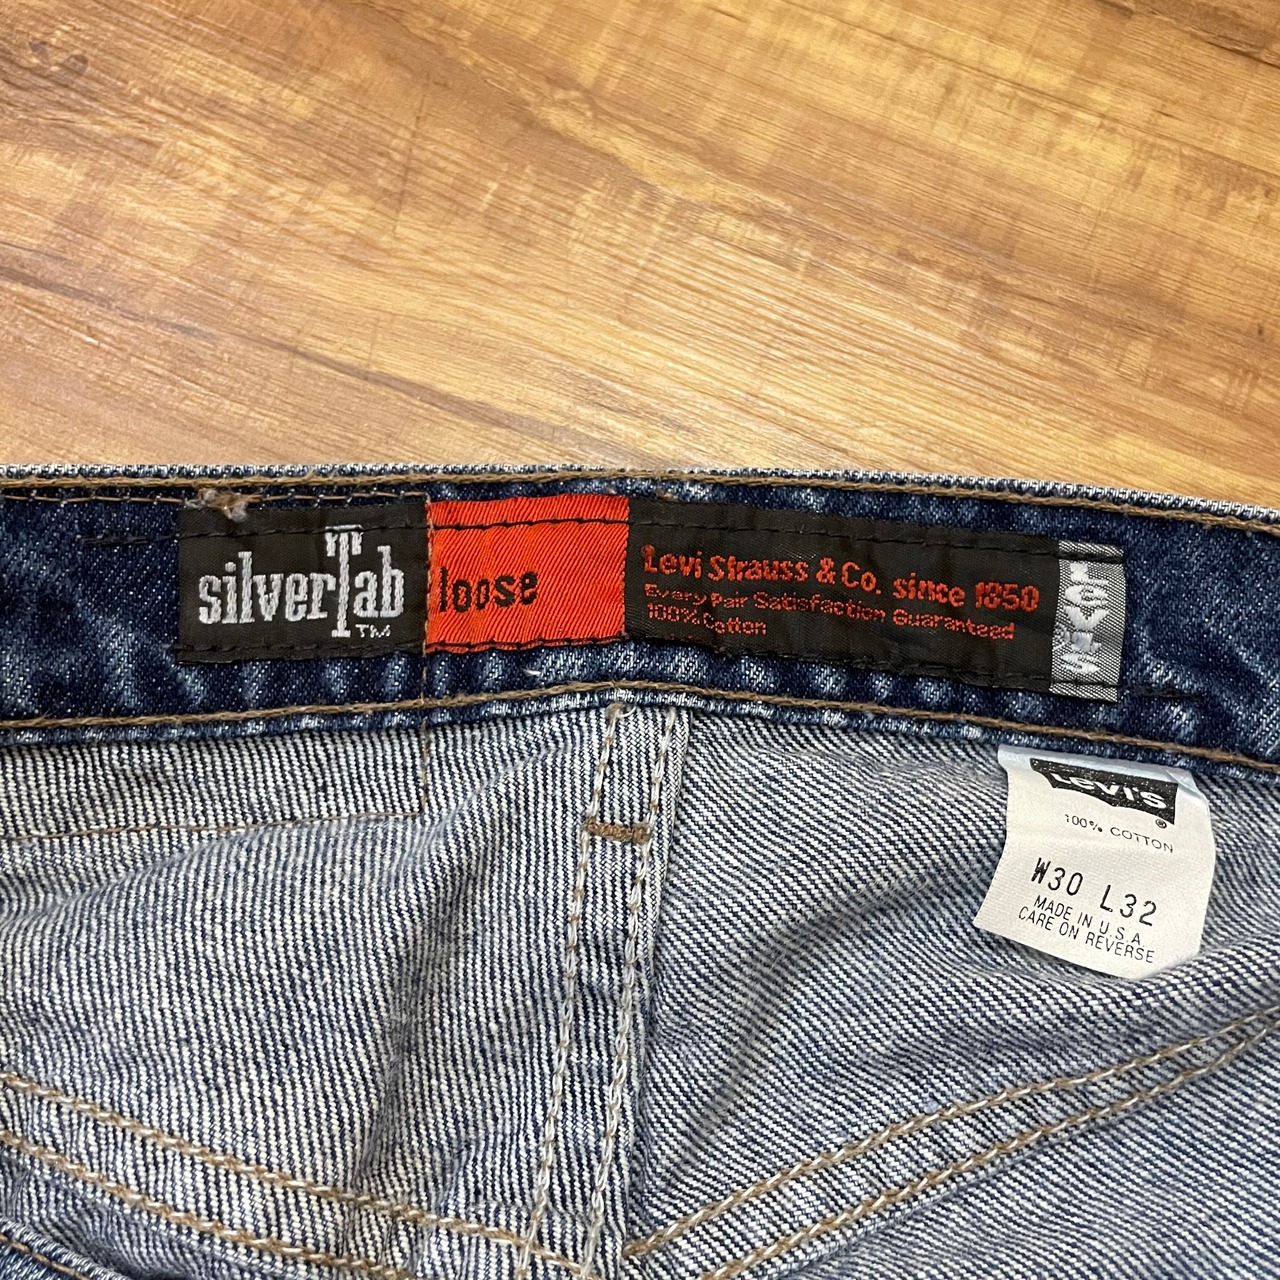 silverTab
TM
loose
Levi Strauss & Co. since 1850
Every Pair Satisfaction Guaranteed
100% Cotton
LEVI'S
LEVI'S
®
100% COTTON
W30 L32
MADE IN U.S.A.
CARE ON REVERSE